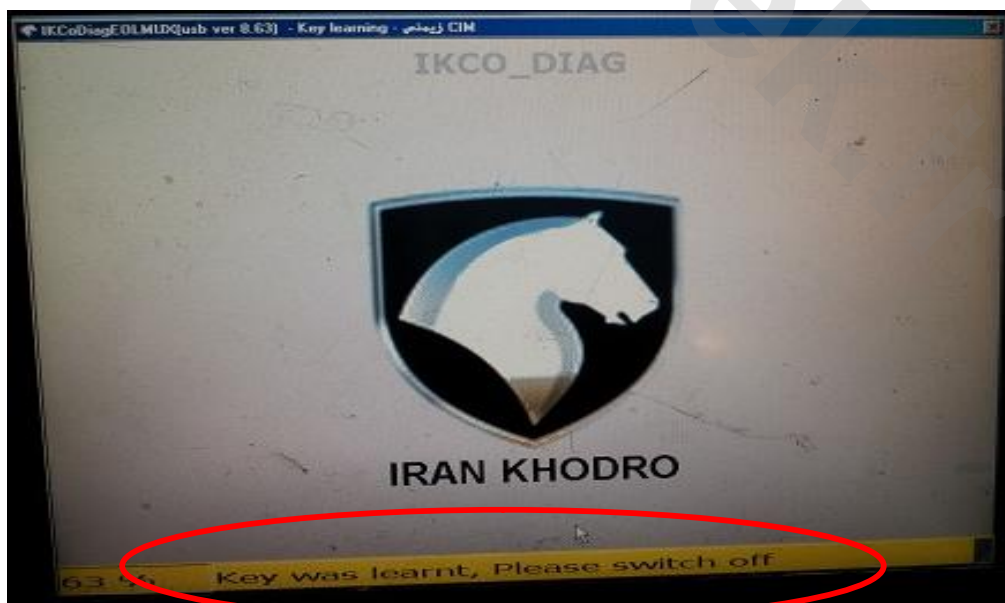 IKCoDiagEOLMUX(usb ver 8.63) - Key learning - زیمنس CIM
IKCO_DIAG
IRAN KHODRO
63 % Key was learnt, Please switch off